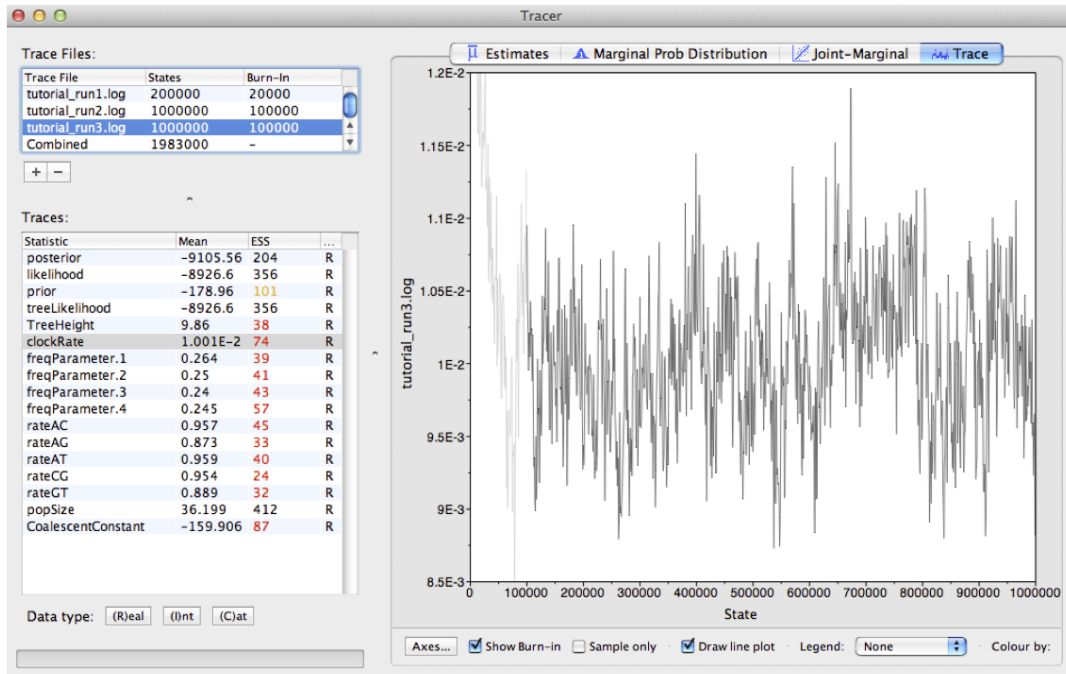 Tracer
Trace Files:
Trace File States Burn-In
tutorial_run1.log 200000 20000
tutorial_run2.log 1000000 100000
tutorial_run3.log 1000000 100000
Combined 1983000 -
+ -
Traces:
Statistic Mean ESS ...
posterior -9105.56 204 R
likelihood -8926.6 356 R
prior -178.96 101 R
treeLikelihood -8926.6 356 R
TreeHeight 9.86 38 R
clockRate 1.001E-2 74 R
freqParameter.1 0.264 39 R
freqParameter.2 0.25 41 R
freqParameter.3 0.24 43 R
freqParameter.4 0.245 57 R
rateAC 0.957 45 R
rateAG 0.873 33 R
rateAT 0.959 40 R
rateCG 0.954 24 R
rateGT 0.889 32 R
popSize 36.199 412 R
CoalescentConstant -159.906 87 R
Data type: (R)eal (I)nt (C)at
Estimates Marginal Prob Distribution Joint-Marginal Trace
1.2E-2
1.15E-2
1.1E-2
1.05E-2
1E-2
9.5E-3
9E-3
8.5E-3
tutorial_run3.log
0 100000 200000 300000 400000 500000 600000 700000 800000 900000 1000000
State
Axes... Show Burn-in Sample only Draw line plot Legend: None Colour by: